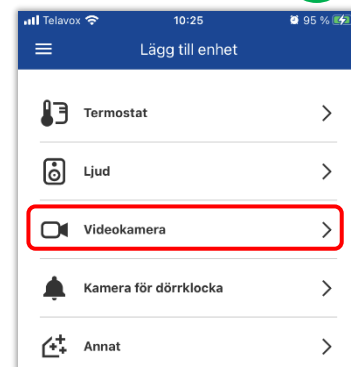 Telavox 10:25 95 %
Lägg till enhet
Termostat
Ljud
Videokamera
Kamera för dörrklocka
Annat